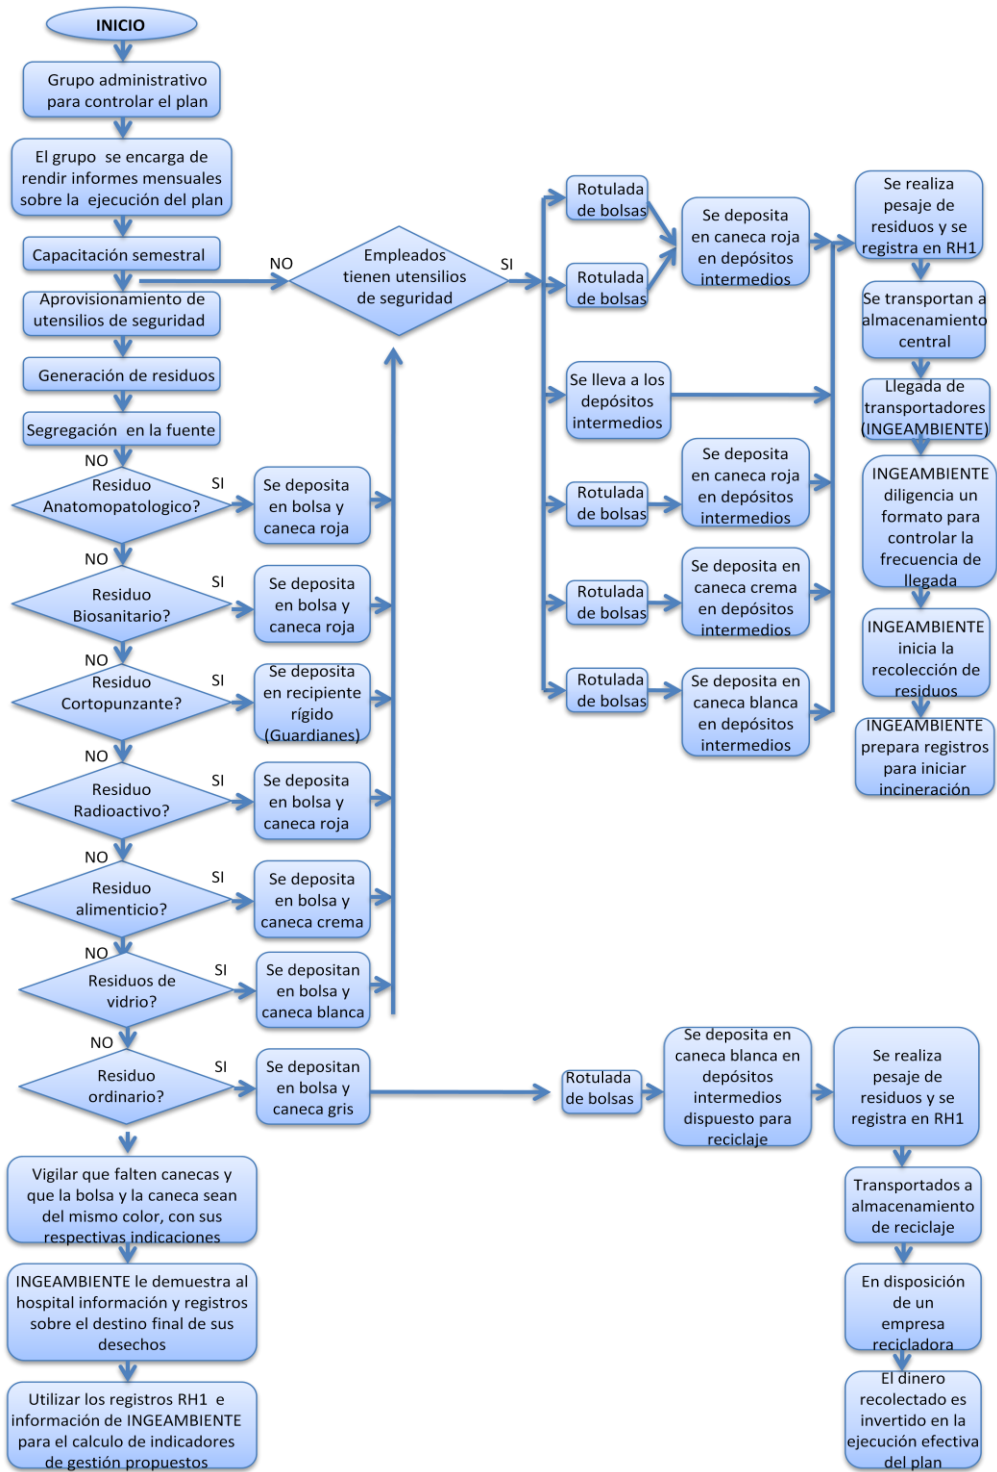 INICIO
Grupo administrativo
para controlar el plan
El grupo se encarga de
rendir informes mensuales
sobre la ejecución del plan
Capacitación semestral
Aprovisionamiento de
utensilios de seguridad
Generación de residuos
Segregación en la fuente
NO
Residuo
Anatomopatologico?
SI
Se deposita
en bolsa y
caneca roja
NO
Residuo
Biosanitario?
SI
Se deposita
en bolsa y
caneca roja
NO
Residuo
Cortopunzante?
SI
Se deposita
en recipiente
rígido
(Guardianes)
NO
Residuo
Radioactivo?
SI
Se deposita
en bolsa y
caneca roja
NO
Residuo
alimenticio?
SI
Se deposita
en bolsa y
caneca crema
NO
Residuos de
vidrio?
SI
Se depositan
en bolsa y
caneca blanca
NO
Residuo
ordinario?
SI
Se depositan
en bolsa y
caneca gris
Vigilar que falten canecas y
que la bolsa y la caneca sean
del mismo color, con sus
respectivas indicaciones
INGEAMBIENTE le demuestra al
hospital información y registros
sobre el destino final de sus
desechos
Utilizar los registros RH1 e
información de INGEAMBIENTE
para el calculo de indicadores
de gestión propuestos
NO
Empleados
tienen utensilios
de seguridad
SI
Rotulada
de bolsas
Rotulada
de bolsas
Se deposita
en caneca roja
en depósitos
intermedios
Se lleva a los
depósitos
intermedios
Rotulada
de bolsas
Se deposita
en caneca roja
en depósitos
intermedios
Rotulada
de bolsas
Se deposita en
caneca crema
en depósitos
intermedios
Rotulada
de bolsas
Se deposita en
caneca blanca
en depósitos
intermedios
Se realiza
pesaje de
residuos y se
registra en RH1
Se transportan a
almacenamiento
central
Llegada de
transportadores
(INGEAMBIENTE)
INGEAMBIENTE
diligencia un
formato para
controlar la
frecuencia de
llegada
INGEAMBIENTE
inicia la
recolección de
residuos
INGEAMBIENTE
prepara registros
para iniciar
incineración
Rotulada
de bolsas
Se deposita en
caneca blanca en
depósitos
intermedios
dispuesto para
reciclaje
Se realiza
pesaje de
residuos y se
registra en RH1
Transportados a
almacenamiento
de reciclaje
En disposición
de un
empresa
recicladora
El dinero
recolectado es
invertido en la
ejecución efectiva
del plan